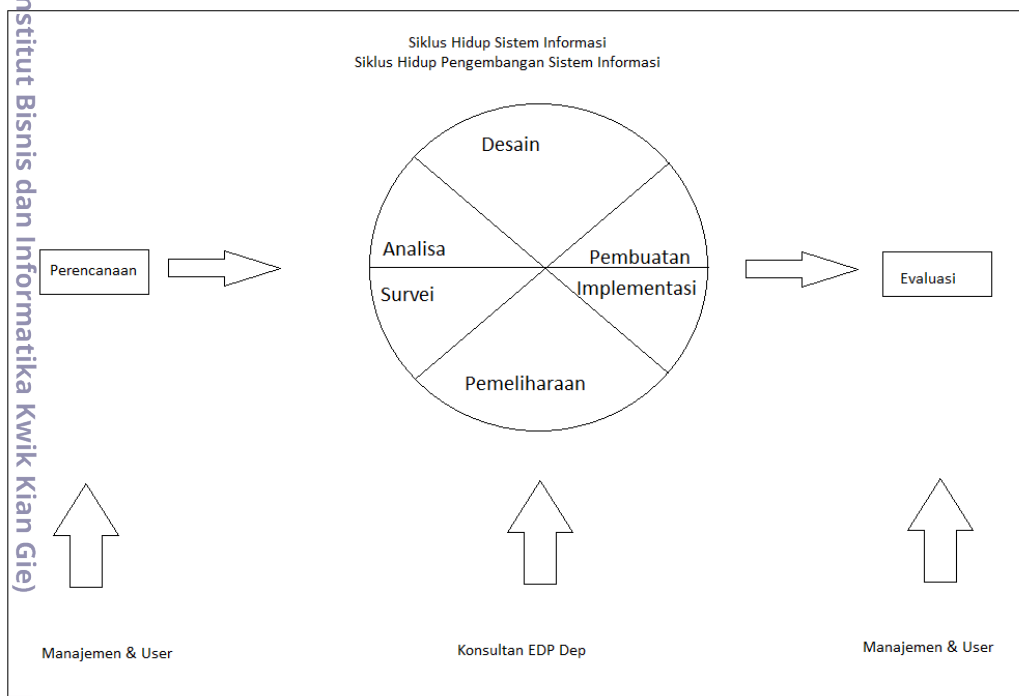 Siklus Hidup Sistem Informasi
Siklus Hidup Pengembangan Sistem Informasi
Desain
Analisa
Pembuatan
Perencanaan
Evaluasi
Survei
Implementasi
Pemeliharaan
Manajemen & User
Konsultan EDP Dep
Manajemen & User
Bisnis dan Informatika Kwik Kian Gie)